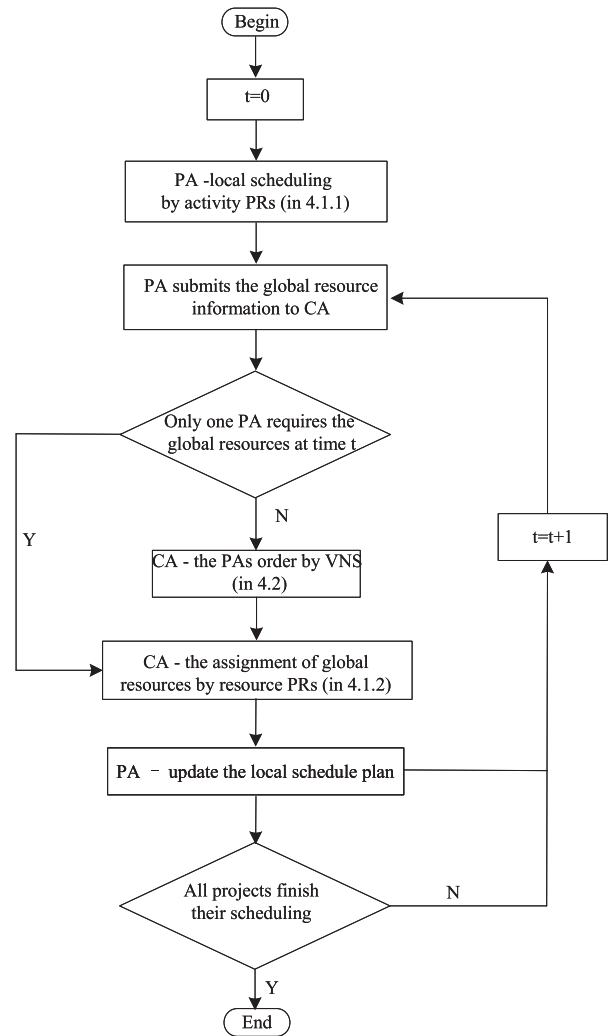 Begin
t=0
PA -local scheduling
by activity PRs (in 4.1.1)
PA submits the global resource
information to CA
Only one PA requires the
global resources at time t
N
Y
t=t+1
CA - the PAs order by VNS
(in 4.2)
CA - the assignment of global
resources by resource PRs (in 4.1.2)
PA － update the local schedule plan
All projects finish
their scheduling
N
Y
End